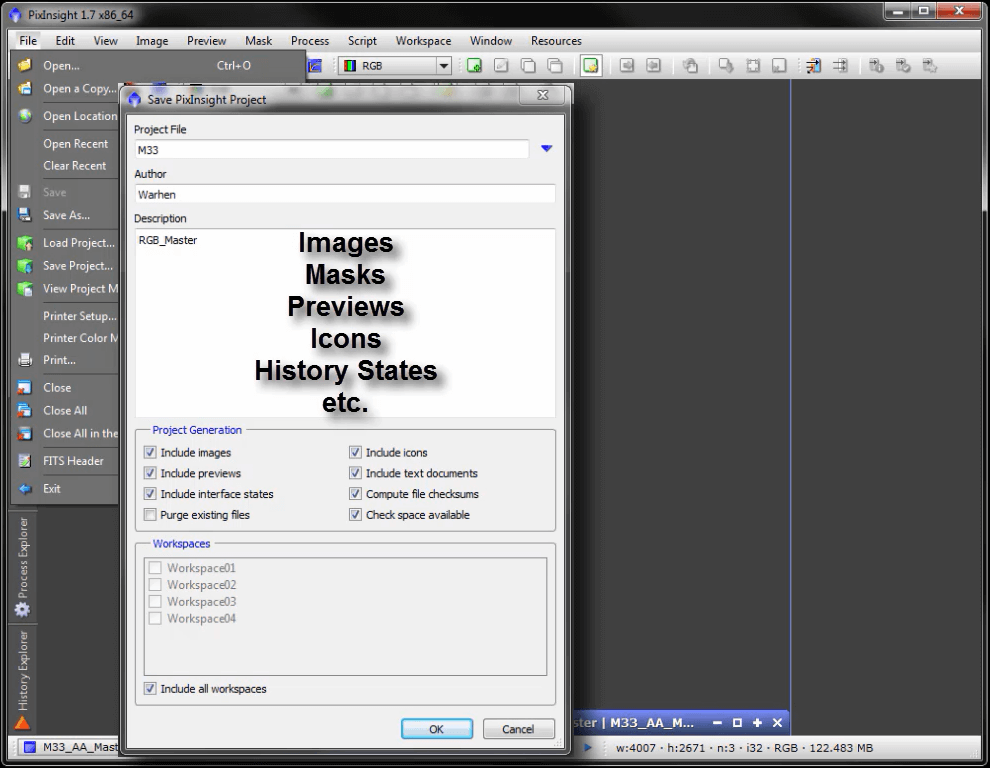 PixInsight 1.7 x86_64
File Edit View Image Preview Mask Process Script Workspace Window Resources
Open... Ctrl+O
RGB
Open a Copy...
Open Location
Open Recent
Clear Recent
Save
Save As...
Load Project...
Save Project...
View Project M
Printer Setup...
Printer Color M
Print...
Close
Close All
Close All in the
FITS Header
Exit
Process Explorer
History Explorer
Save PixInsight Project
Project File
M33
Author
Warhen
Description
RGB_Master
Images
Masks
Previews
Icons
History States
etc.
Project Generation
Include images Include icons
Include previews Include text documents
Include interface states Compute file checksums
Purge existing files Check space available
Workspaces
Workspace01
Workspace02
Workspace03
Workspace04
Include all workspaces
OK Cancel
ster | M33_AA_M...
M33_AA_Mast
w:4007 · h:2671 · n:3 · i32 · RGB · 122.483 MB